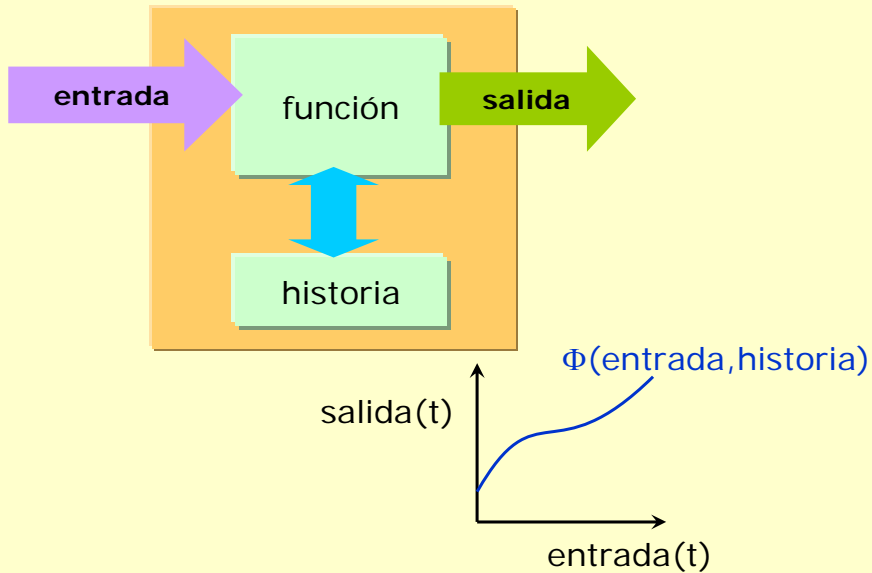 entrada
función
salida
historia
Φ(entrada,historia)
salida(t)
entrada(t)